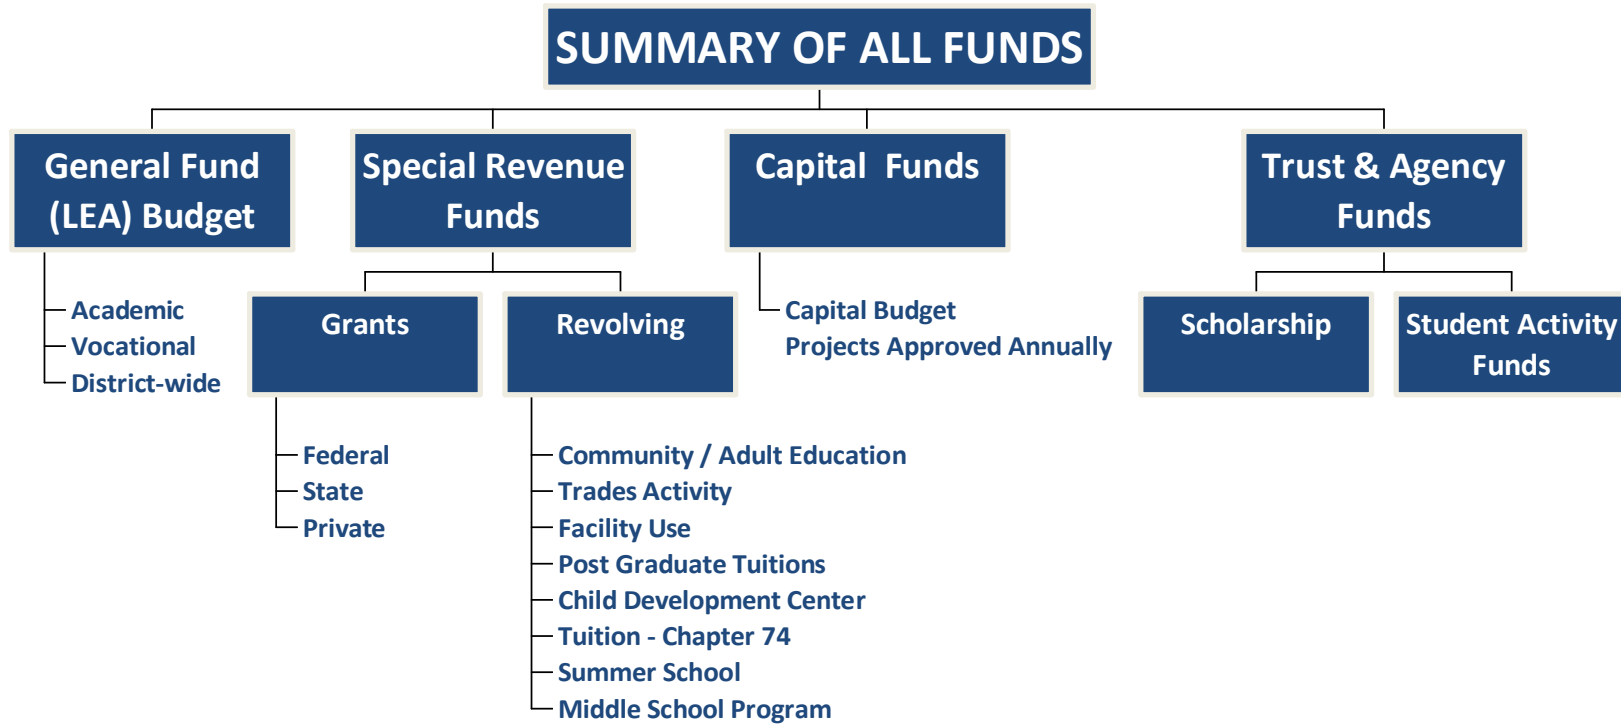 SUMMARY OF ALL FUNDS
General Fund
(LEA) Budget
Academic
Vocational
District-wide
Special Revenue
Funds
Grants
Federal
State
Private
Revolving
Community / Adult Education
Trades Activity
Facility Use
Post Graduate Tuitions
Child Development Center
Tuition - Chapter 74
Summer School
Middle School Program
Capital  Funds
Capital Budget
Projects Approved Annually
Trust & Agency
Funds
Scholarship
Student Activity
Funds